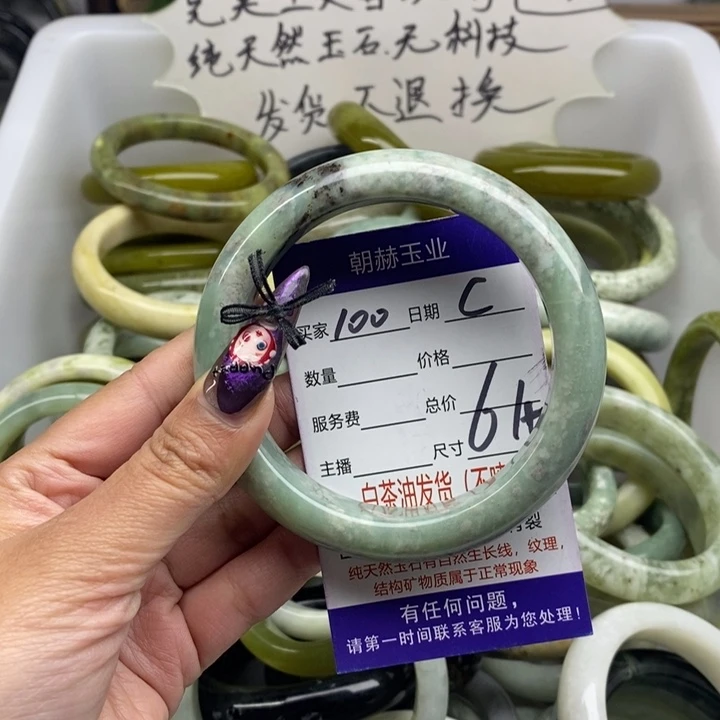 纯天然玉石.无科技
发货不退换
朝赫玉业
买家 100 日期 C
数量 价格
服务费 总价
主播 尺寸 61
白茶油发货（不
裂
纯天然玉石有自然生长线，纹理，
结构矿物质属于正常现象
有任何问题，
请第一时间联系客服为您处理！